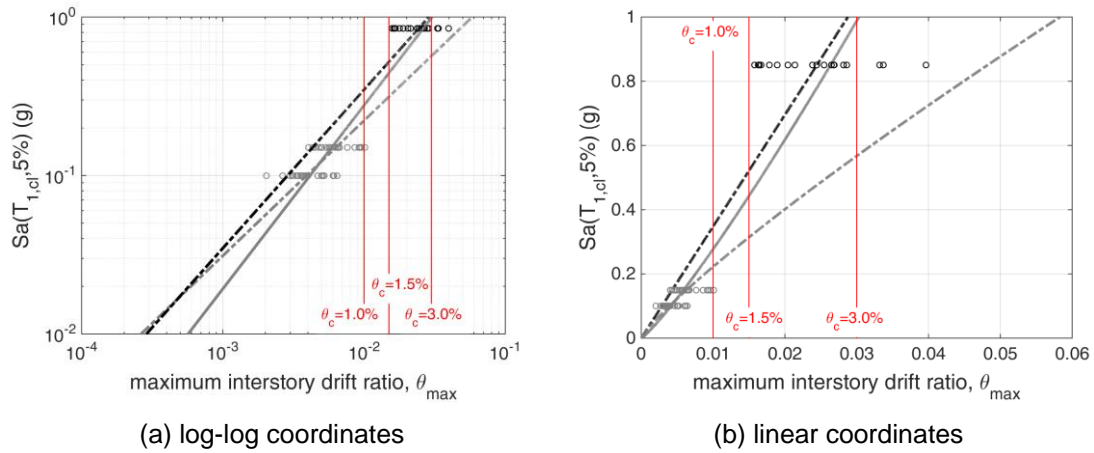 10⁰
10⁻¹
10⁻²
10⁻⁴
10⁻³
10⁻²
10⁻¹
Sa(T₁,cl,5%) (g)
θc=1.5%
θc=1.0%
θc=3.0%
maximum interstory drift ratio, θmax
(a) log-log coordinates
1
0.8
0.6
0.4
0.2
0
0
0.01
0.02
0.03
0.04
0.05
0.06
Sa(T₁,cl,5%) (g)
θc=1.0%
θc=1.5%
θc=3.0%
maximum interstory drift ratio, θmax
(b) linear coordinates